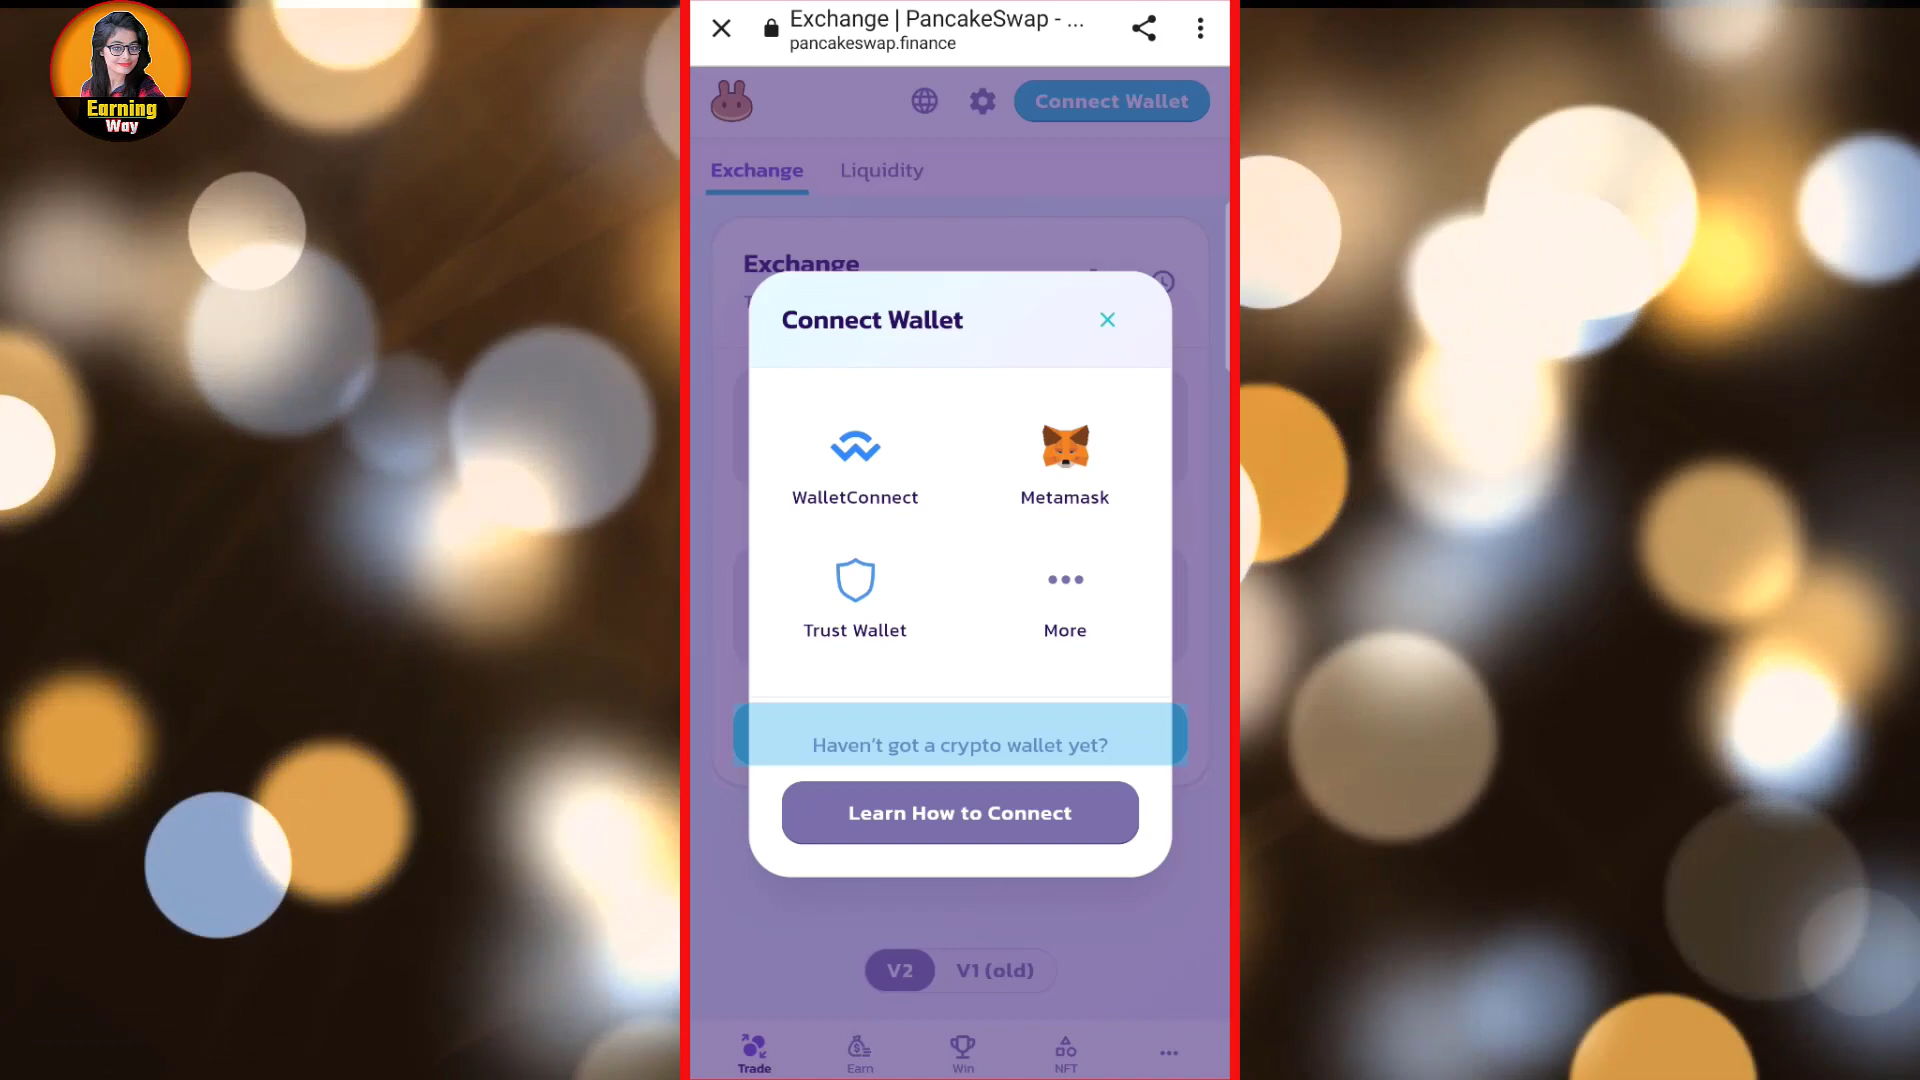 Earning
Way
Exchange | PancakeSwap - ...
pancakeswap.finance
Connect Wallet
Exchange
Liquidity
Exchange
Connect Wallet
WalletConnect
Metamask
Trust Wallet
More
Haven't got a crypto wallet yet?
Learn How to Connect
V2
V1 (old)
Trade
Earn
Win
NFT